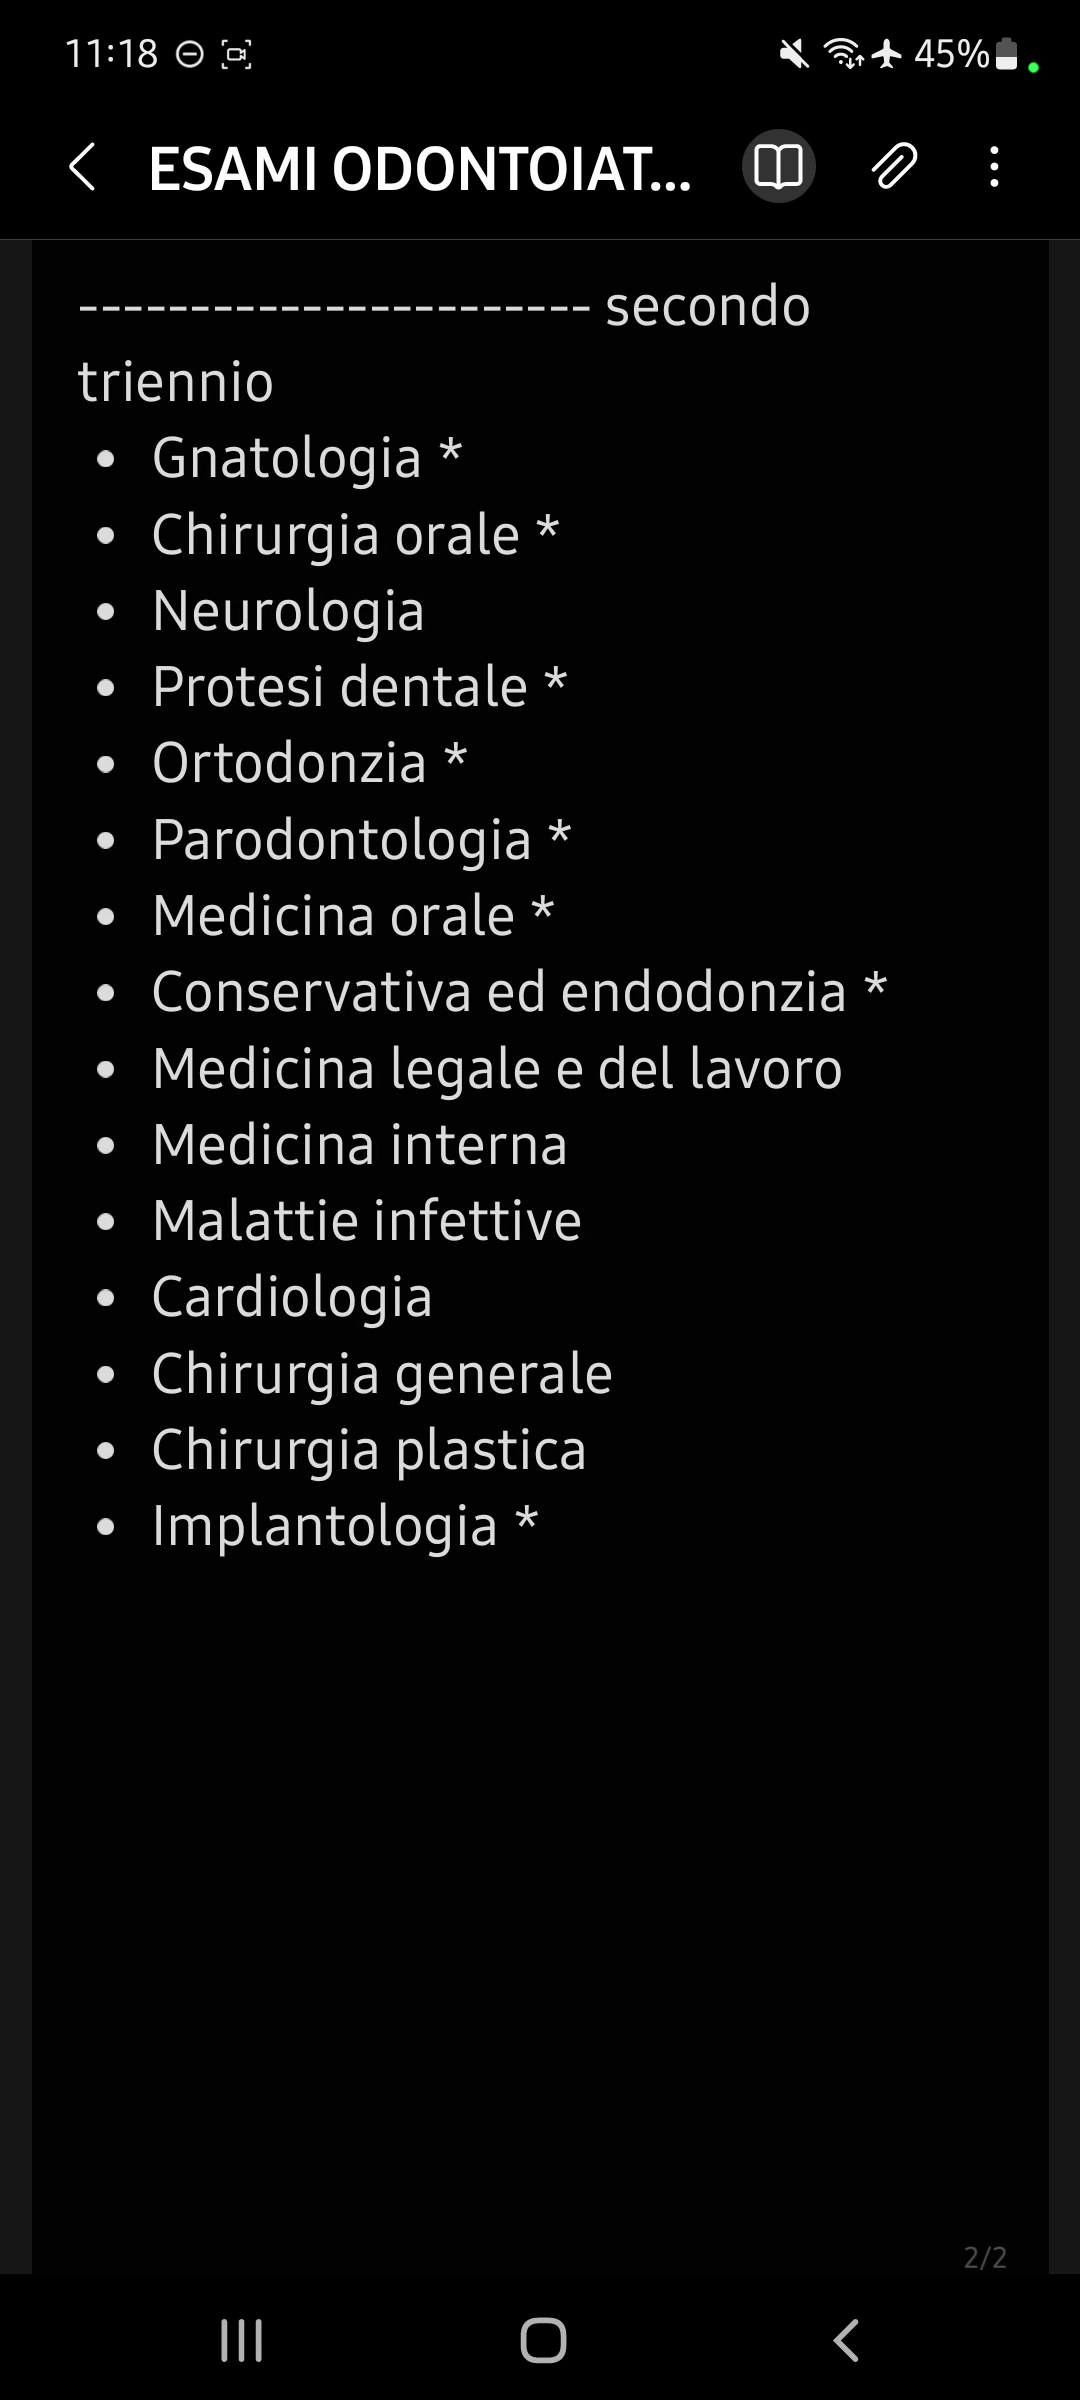 11:18
45%
ESAMI ODONTOIAT...
----------------------- secondo
triennio
• Gnatologia *
• Chirurgia orale *
• Neurologia
• Protesi dentale *
• Ortodonzia *
• Parodontologia *
• Medicina orale *
• Conservativa ed endodonzia *
• Medicina legale e del lavoro
• Medicina interna
• Malattie infettive
• Cardiologia
• Chirurgia generale
• Chirurgia plastica
• Implantologia *
2/2